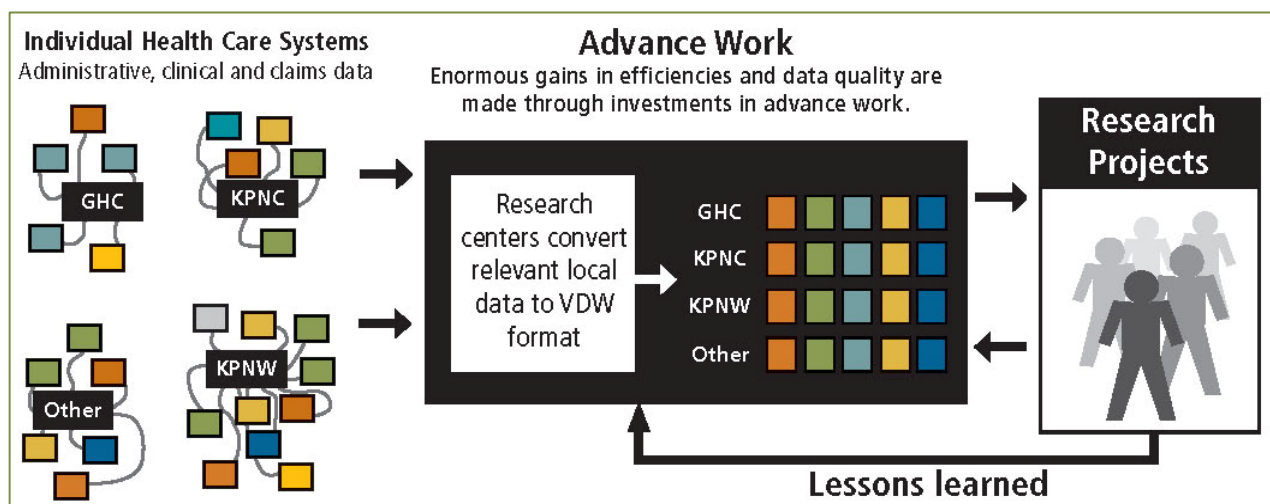 Individual Health Care Systems
Administrative, clinical and claims data
GHC
KPNC
Other
KPNW
Advance Work
Enormous gains in efficiencies and data quality are
made through investments in advance work.
Research
centers convert
relevant local
data to VDW
format
GHC
KPNC
KPNW
Other
Research
Projects
Lessons learned